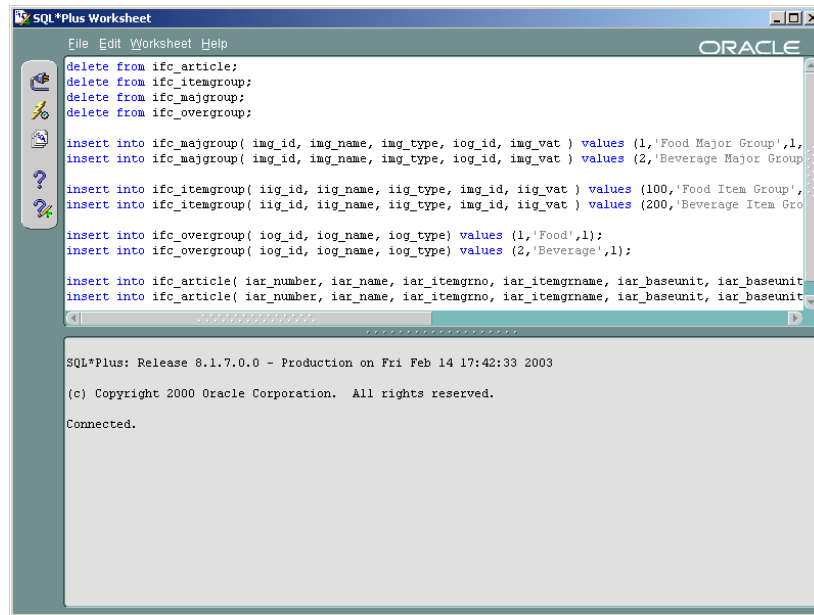 SQL*Plus Worksheet
File Edit Worksheet Help
ORACLE
delete from ifc_article;
delete from ifc_itemgroup;
delete from ifc_majgroup;
delete from ifc_overgroup;
insert into ifc_majgroup( img_id, img_name, img_type, iog_id, img_vat ) values (1,'Food Major Group',1,
insert into ifc_majgroup( img_id, img_name, img_type, iog_id, img_vat ) values (2,'Beverage Major Group
insert into ifc_itemgroup( iig_id, iig_name, iig_type, img_id, iig_vat ) values (100,'Food Item Group',
insert into ifc_itemgroup( iig_id, iig_name, iig_type, img_id, iig_vat ) values (200,'Beverage Item Gro
insert into ifc_overgroup( iog_id, iog_name, iog_type) values (1,'Food',1);
insert into ifc_overgroup( iog_id, iog_name, iog_type) values (2,'Beverage',1);
insert into ifc_article( iar_number, iar_name, iar_itemgrno, iar_itemgrname, iar_baseunit, iar_baseunit
insert into ifc_article( iar_number, iar_name, iar_itemgrno, iar_itemgrname, iar_baseunit, iar_baseunit
SQL*Plus: Release 8.1.7.0.0 - Production on Fri Feb 14 17:42:33 2003
(c) Copyright 2000 Oracle Corporation.  All rights reserved.
Connected.